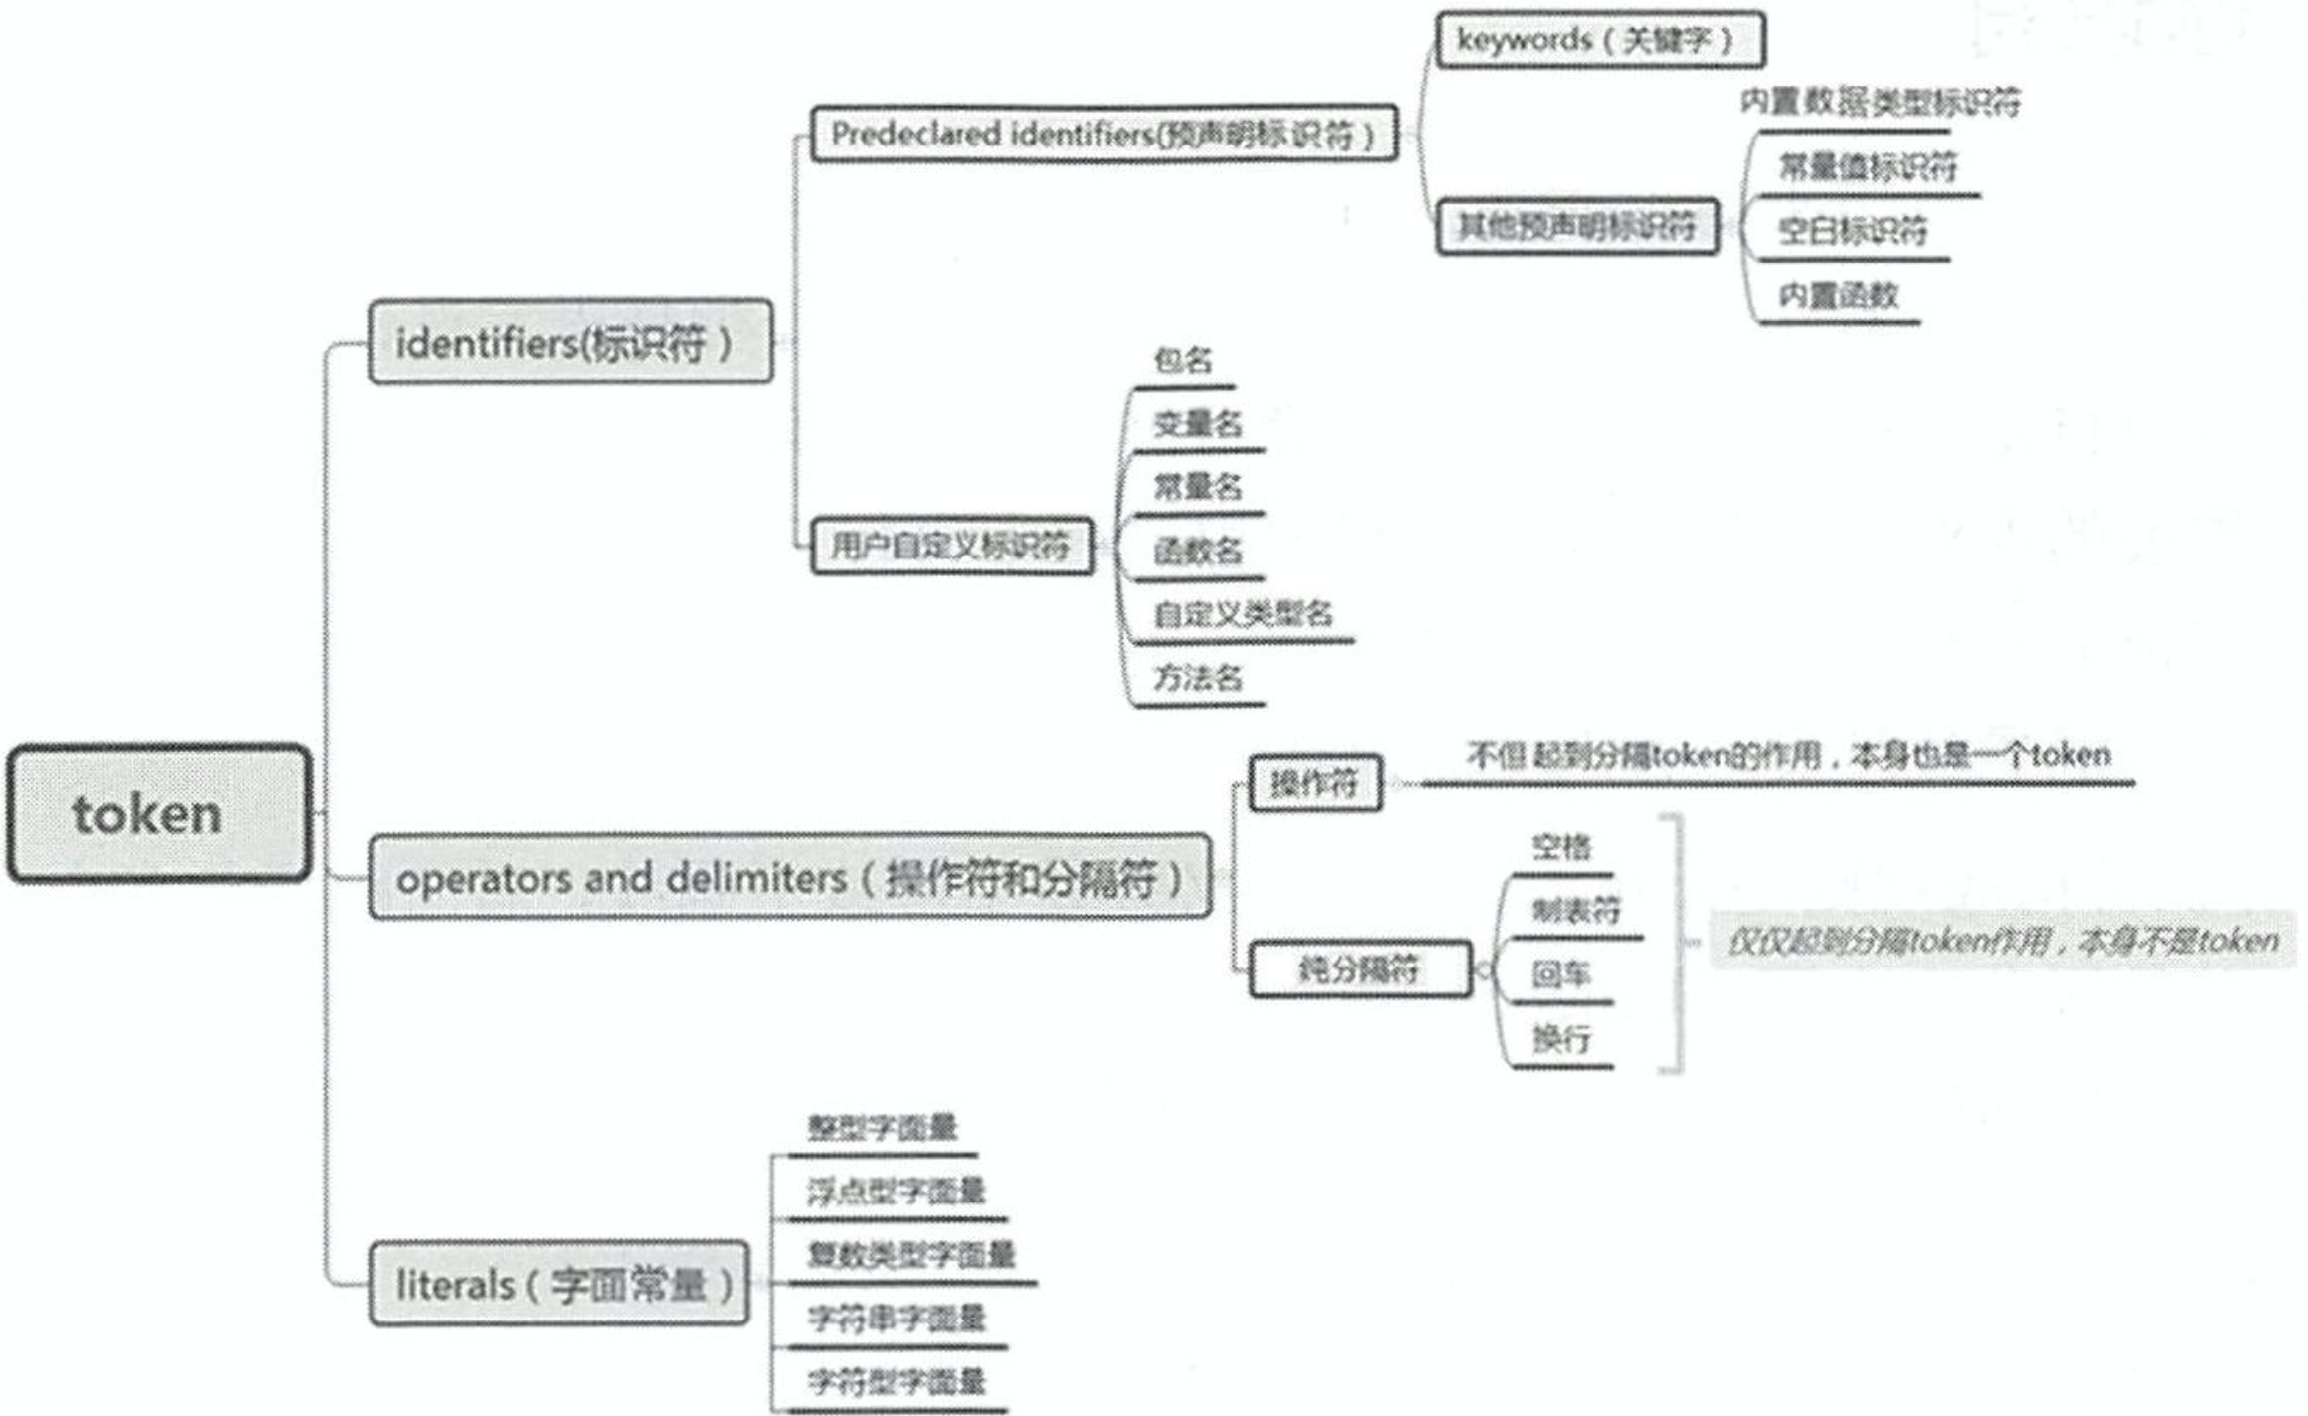 keywords（关键字）
内置数据类型标识符
Predeclared identifiers(预声明标识符）
常量值标识符
其他预声明标识符
空白标识符
内置函数
identifiers(标识符）
包名
变量名
常量名
用户自定义标识符
函数名
自定义类型名
方法名
token
操作符
不但起到分隔token的作用，本身也是一个token
operators and delimiters（操作符和分隔符）
空格
制表符
纯分隔符
回车
换行
仅仅起到分隔token作用，本身不是token
literals（字面常量）
整型字面量
浮点型字面量
复数类型字面量
字符串字面量
字符型字面量